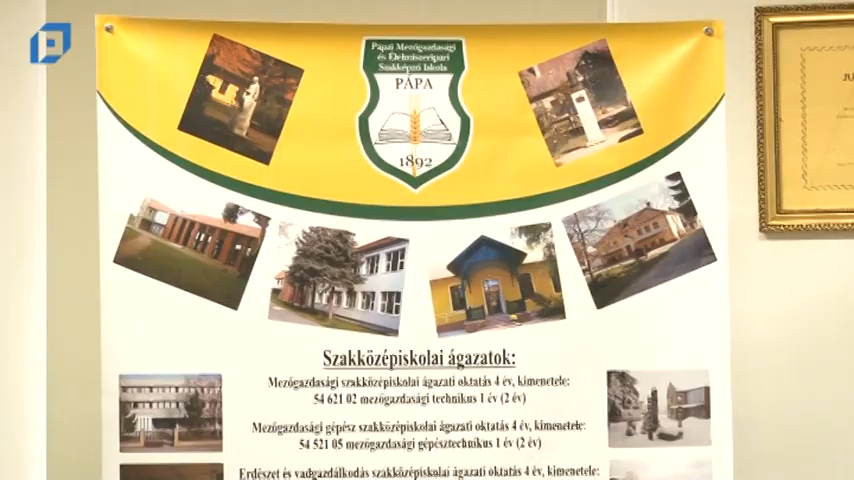 Pápai Mezőgazdasági
és Élelmiszeripari
Szakképző Iskola
PÁPA
1892
JU
Szakközépiskolai ágazatok:
Mezőgazdasági szakközépiskolai ágazati oktatás 4 év, kimenetele:
54 621 02 mezőgazdasági technikus 1 év (2 év)
Mezőgazdasági gépész szakközépiskolai ágazati oktatás 4 év, kimenetele:
54 521 05 mezőgazdasági gépésztechnikus 1 év (2 év)
Erdészet és vadgazdálkodás szakközépiskolai ágazati oktatás 4 év, kimenetele: